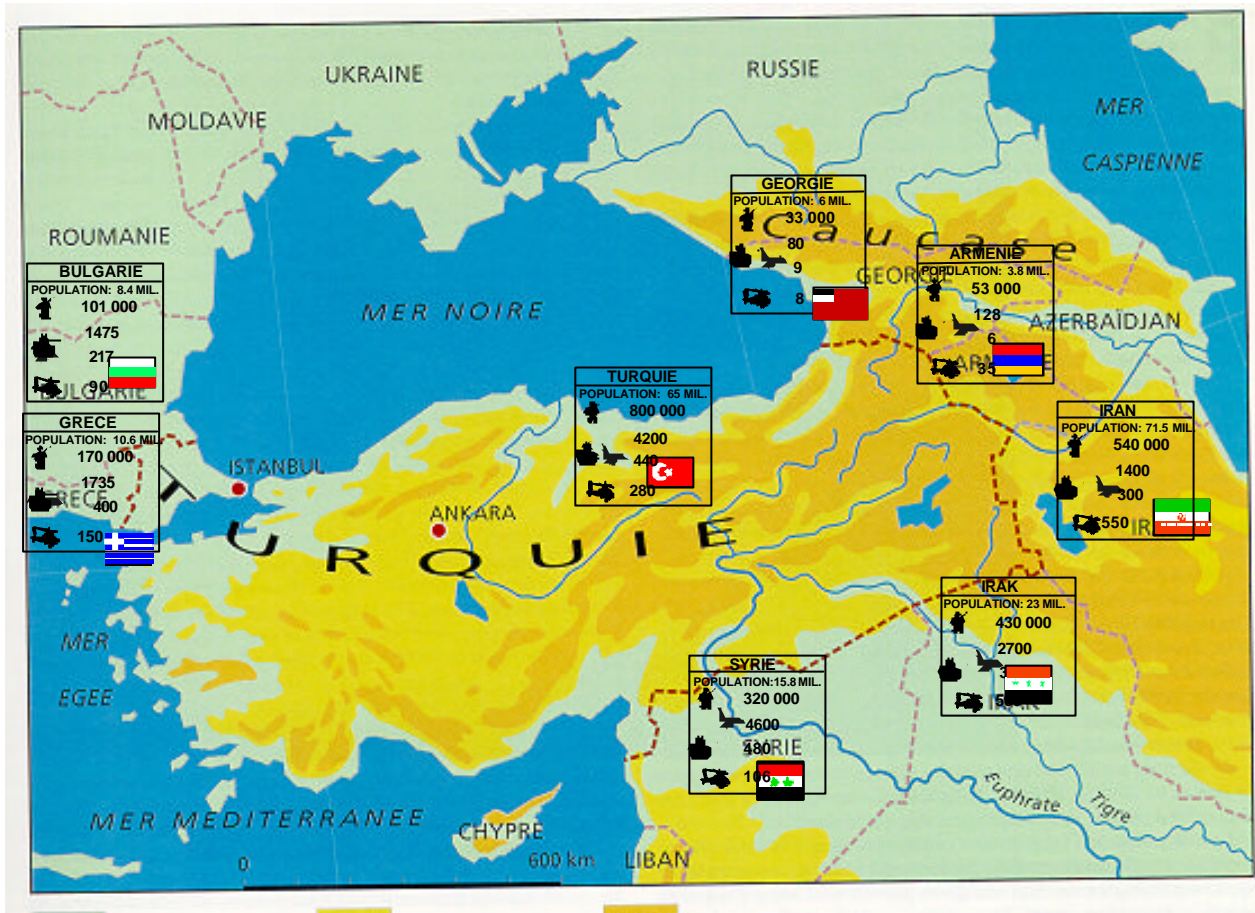 UKRAINE
RUSSIE
MOLDAVIE
MER
CASPIENNE
ROUMANIE
GEORGIE
POPULATION: 6 MIL.
33 000
80
9
8
Caucase
GEORGIE
ARMENIE
POPULATION: 3.8 MIL.
53 000
128
6
35
AZERBAÏDJAN
BULGARIE
POPULATION: 8.4 MIL.
101 000
1475
217
90
BULGARIE
MER NOIRE
TURQUIE
POPULATION: 65 MIL.
800 000
4200
440
280
GRECE
POPULATION: 10.6 MIL
170 000
1735
400
150
ISTANBUL
ANKARA
TURQUIE
IRAN
POPULATION: 71.5 MIL.
540 000
1400
300
550
IRAK
POPULATION: 23 MIL.
430 000
2700
SYRIE
POPULATION:15.8 MIL.
320 000
4600
480
106
SYRIE
MER
EGEE
MER MEDITERRANEE
CHYPRE
LIBAN
Euphrate
Tigre
0
600 km